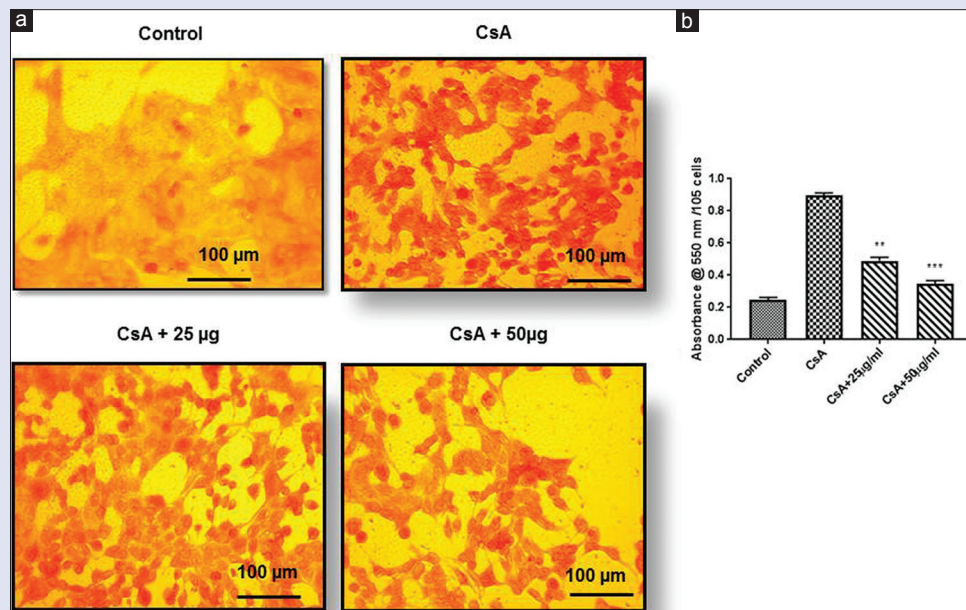 a
Control
CsA
100 µm
100 µm
CsA + 25 µg
CsA + 50µg
100 µm
100 µm
b
Absorbance @ 550 nm /105 cells
1.0
0.8
0.6
0.4
0.2
0.0
**
***
Control
CsA
CsA+25µg/ml
CsA+50µg/ml